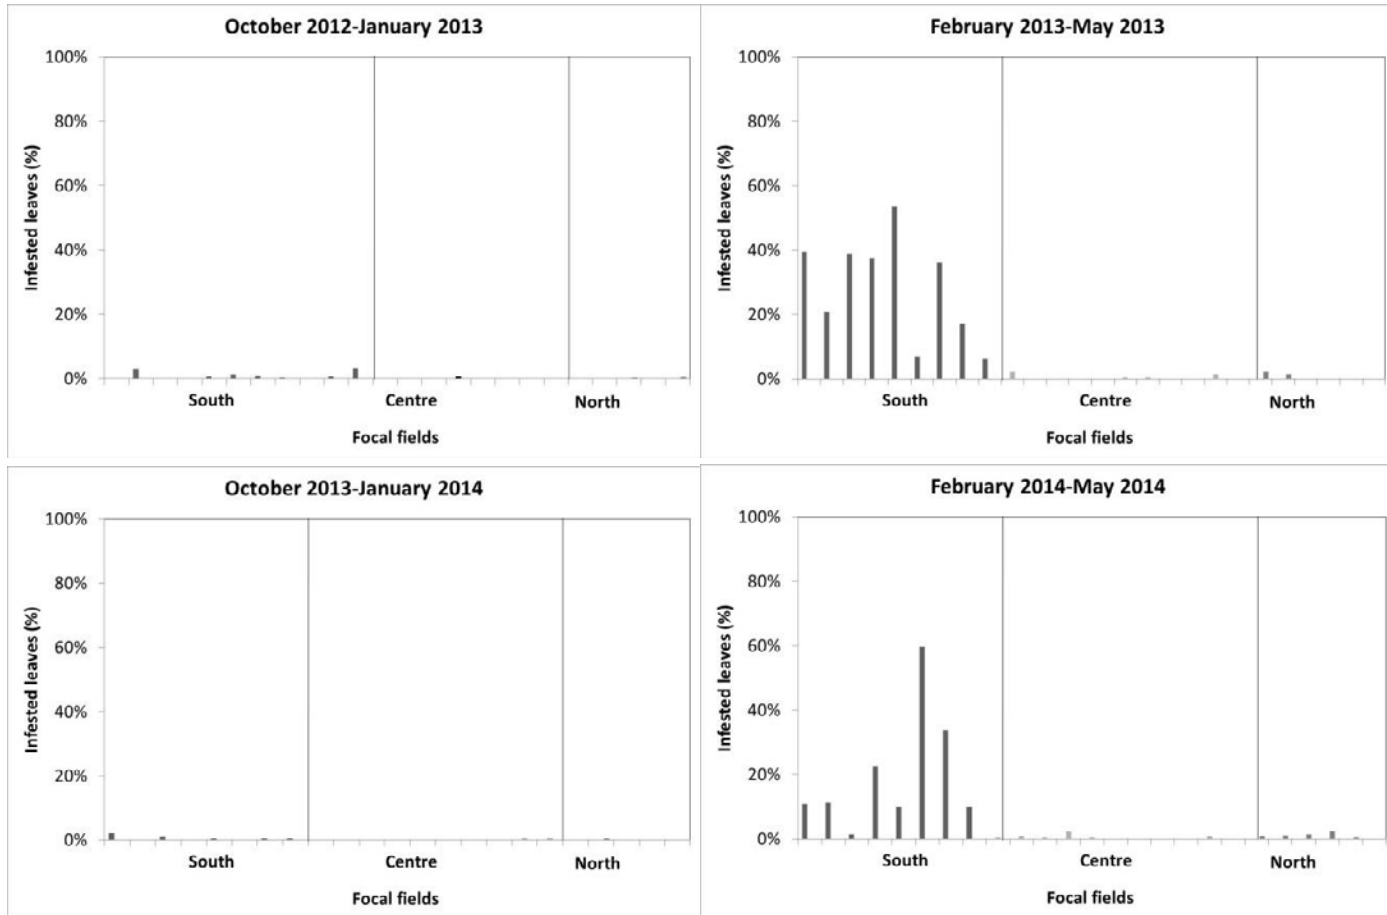 October 2012-January 2013
100%
80%
60%
40%
20%
0%
Infested leaves (%)
South Centre North
Focal fields
February 2013-May 2013
100%
80%
60%
40%
20%
0%
Infested leaves (%)
South Centre North
Focal fields
October 2013-January 2014
100%
80%
60%
40%
20%
0%
Infested leaves (%)
South Centre North
Focal fields
February 2014-May 2014
100%
80%
60%
40%
20%
0%
Infested leaves (%)
South Centre North
Focal fields